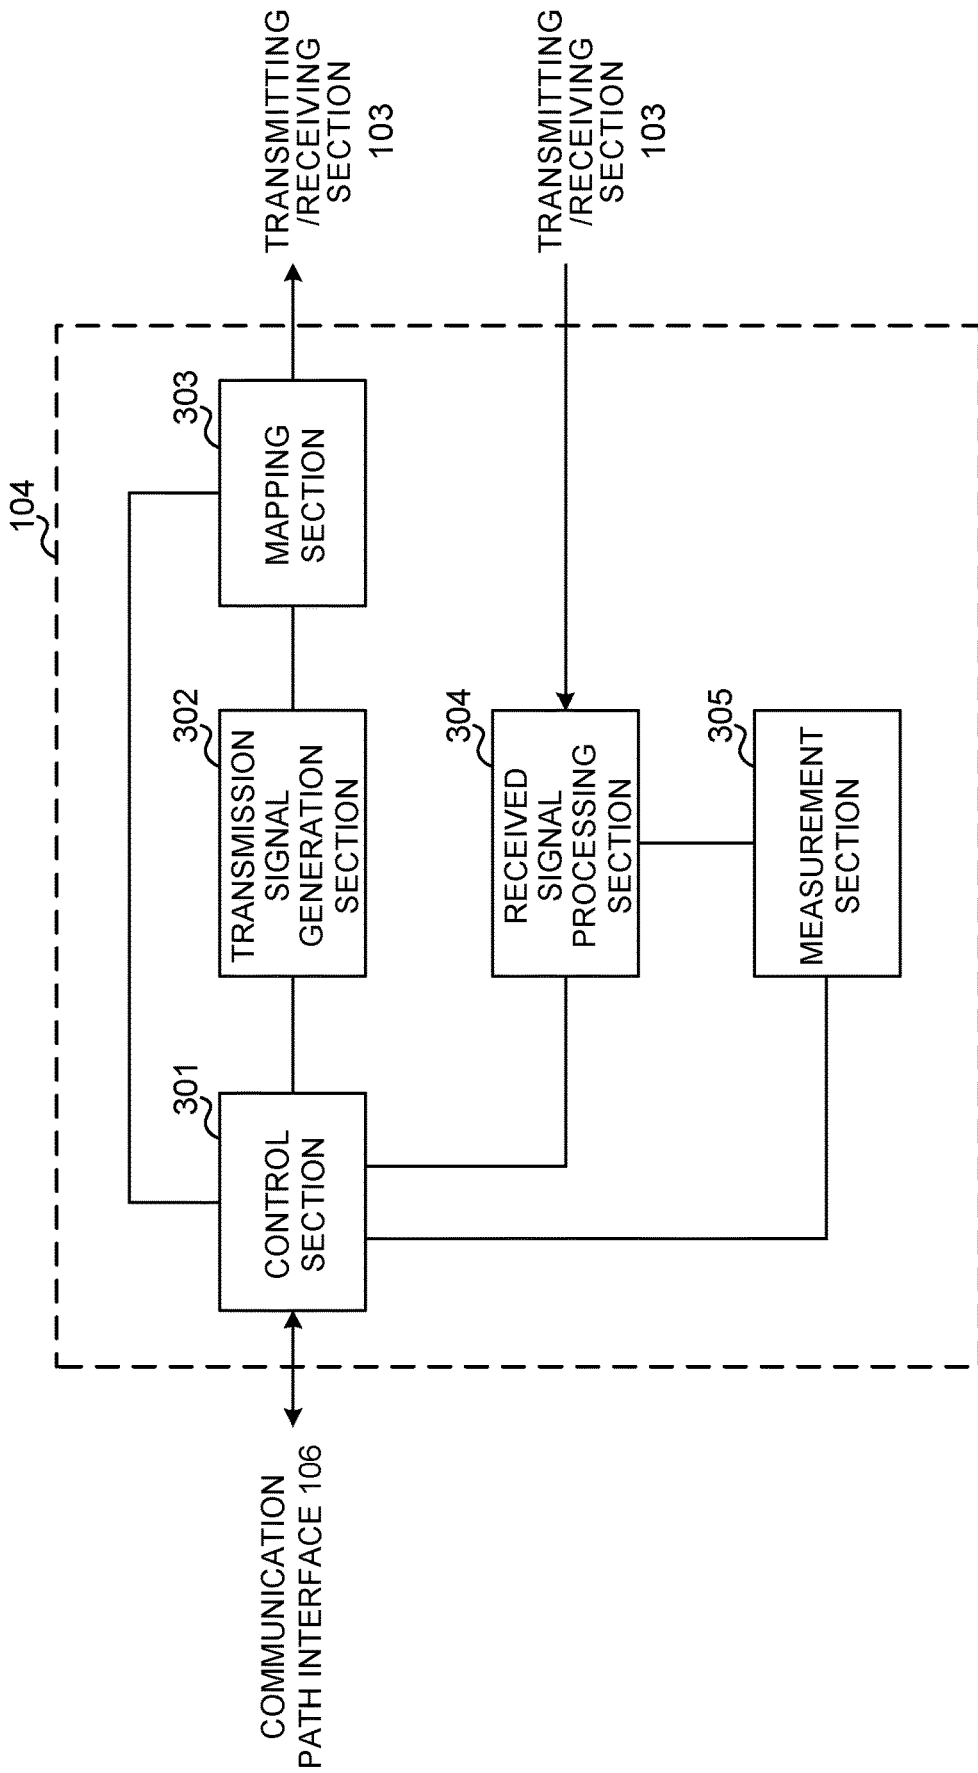 104
COMMUNICATION
PATH INTERFACE 106
301
CONTROL
SECTION
302
TRANSMISSION
SIGNAL
GENERATION
SECTION
303
MAPPING
SECTION
TRANSMITTING
/RECEIVING
SECTION
103
304
RECEIVED
SIGNAL
PROCESSING
SECTION
TRANSMITTING
/RECEIVING
SECTION
103
305
MEASUREMENT
SECTION